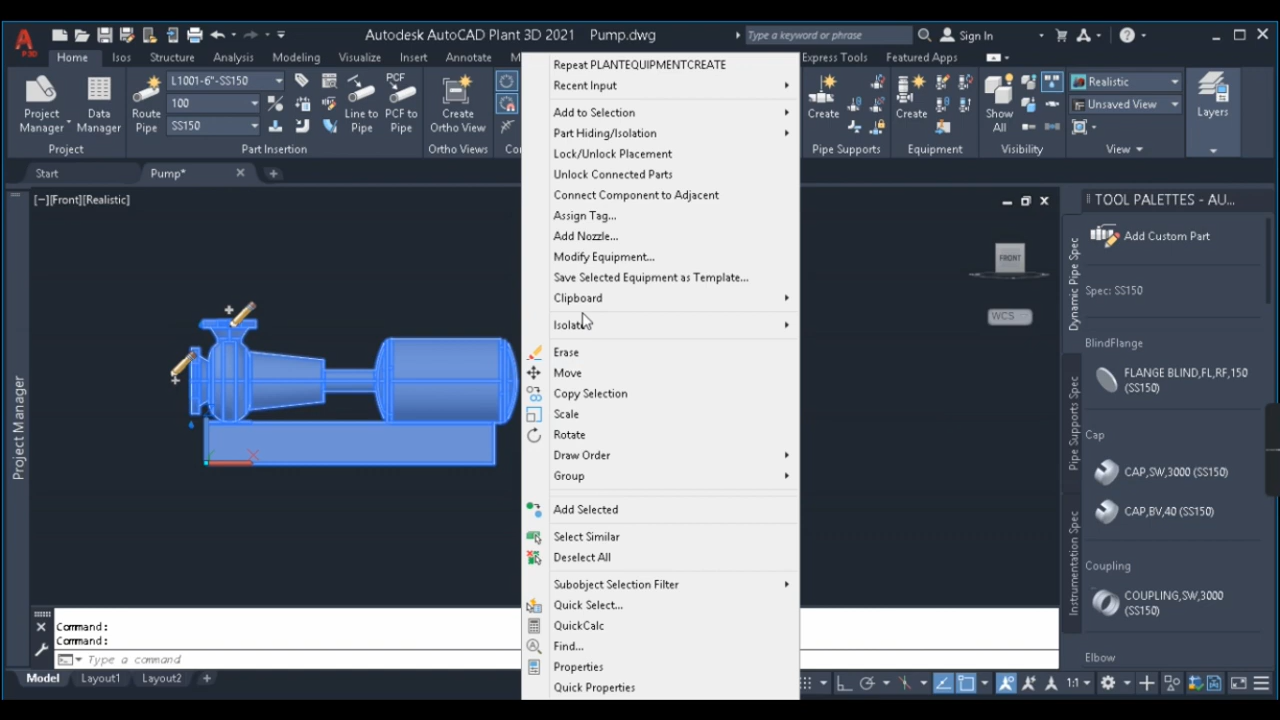 Autodesk AutoCAD Plant 3D 2021 Pump.dwg
Type a keyword or phrase
Sign In
P3D
Home
Isos
Structure
Analysis
Modeling
Visualize
Insert
Annotate
M
Express Tools
Featured Apps
Project
Manager
Data
Manager
Project
Route
Pipe
L1001-6"-SS150
100
SS150
Part Insertion
Line to
Pipe
PCF
PCF to
Pipe
Create
Ortho View
Ortho Views
Create
Pipe Supports
Create
Equipment
Show
All
Visibility
Realistic
Unsaved View
View
Layers
Start
Pump*
[−][Front][Realistic]
Project Manager
FRONT
WCS
Repeat PLANTEQUIPMENTCREATE
Recent Input
Add to Selection
Part Hiding/Isolation
Lock/Unlock Placement
Unlock Connected Parts
Connect Component to Adjacent
Assign Tag...
Add Nozzle...
Modify Equipment...
Save Selected Equipment as Template...
Clipboard
Isolate
Erase
Move
Copy Selection
Scale
Rotate
Draw Order
Group
Add Selected
Select Similar
Deselect All
Subobject Selection Filter
Quick Select...
QuickCalc
Find...
Properties
Quick Properties
TOOL PALETTES - AU...
Dynamic Pipe Spec
Pipe Supports Spec
Instrumentation Spec
Add Custom Part
Spec: SS150
BlindFlange
FLANGE BLIND,FL,RF,150
(SS150)
Cap
CAP,SW,3000 (SS150)
CAP,BV,40 (SS150)
Coupling
COUPLING,SW,3000
(SS150)
Elbow
Command:
Command:
Type a command
Model
Layout1
Layout2
1:1